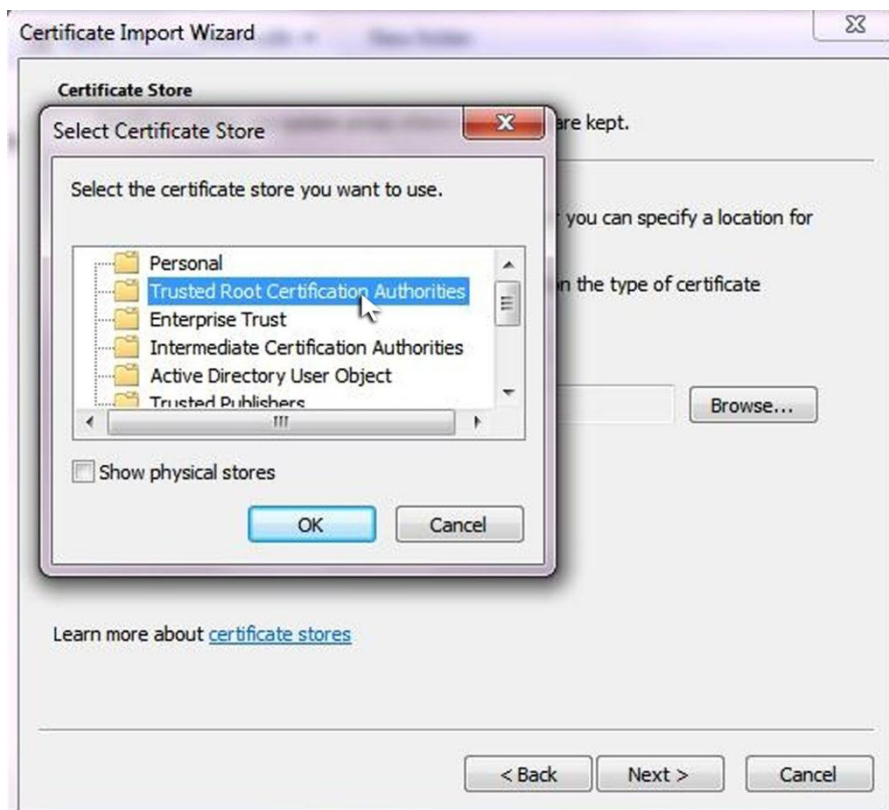 Certificate Import Wizard
Certificate Store
are kept.
Select Certificate Store
Select the certificate store you want to use.
you can specify a location for
Personal
Trusted Root Certification Authorities
n the type of certificate
Enterprise Trust
Intermediate Certification Authorities
Active Directory User Object
Trusted Publishers
Browse...
Show physical stores
OK
Cancel
Learn more about certificate stores
< Back
Next >
Cancel